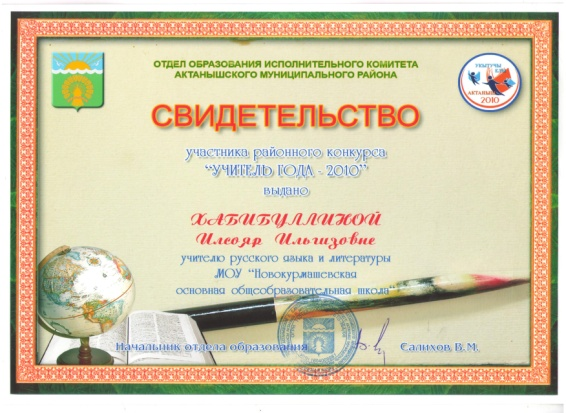 ОТДЕЛ ОБРАЗОВАНИЯ ИСПОЛНИТЕЛЬНОГО КОМИТЕТА
АКТАНЫШСКОГО МУНИЦИПАЛЬНОГО РАЙОНА
АКТАНЫШ
2010
СВИДЕТЕЛЬСТВО
участника районного конкурса
"УЧИТЕЛЬ ГОДА - 2010"
выдано
ХАБИБУЛЛИНОЙ
Илсояр Ильгизовне
учителю русского языка и литературы
МОУ "Новокурмашевская
основная общеобразовательная школа"
Начальник отдела образования Салихов В.М.